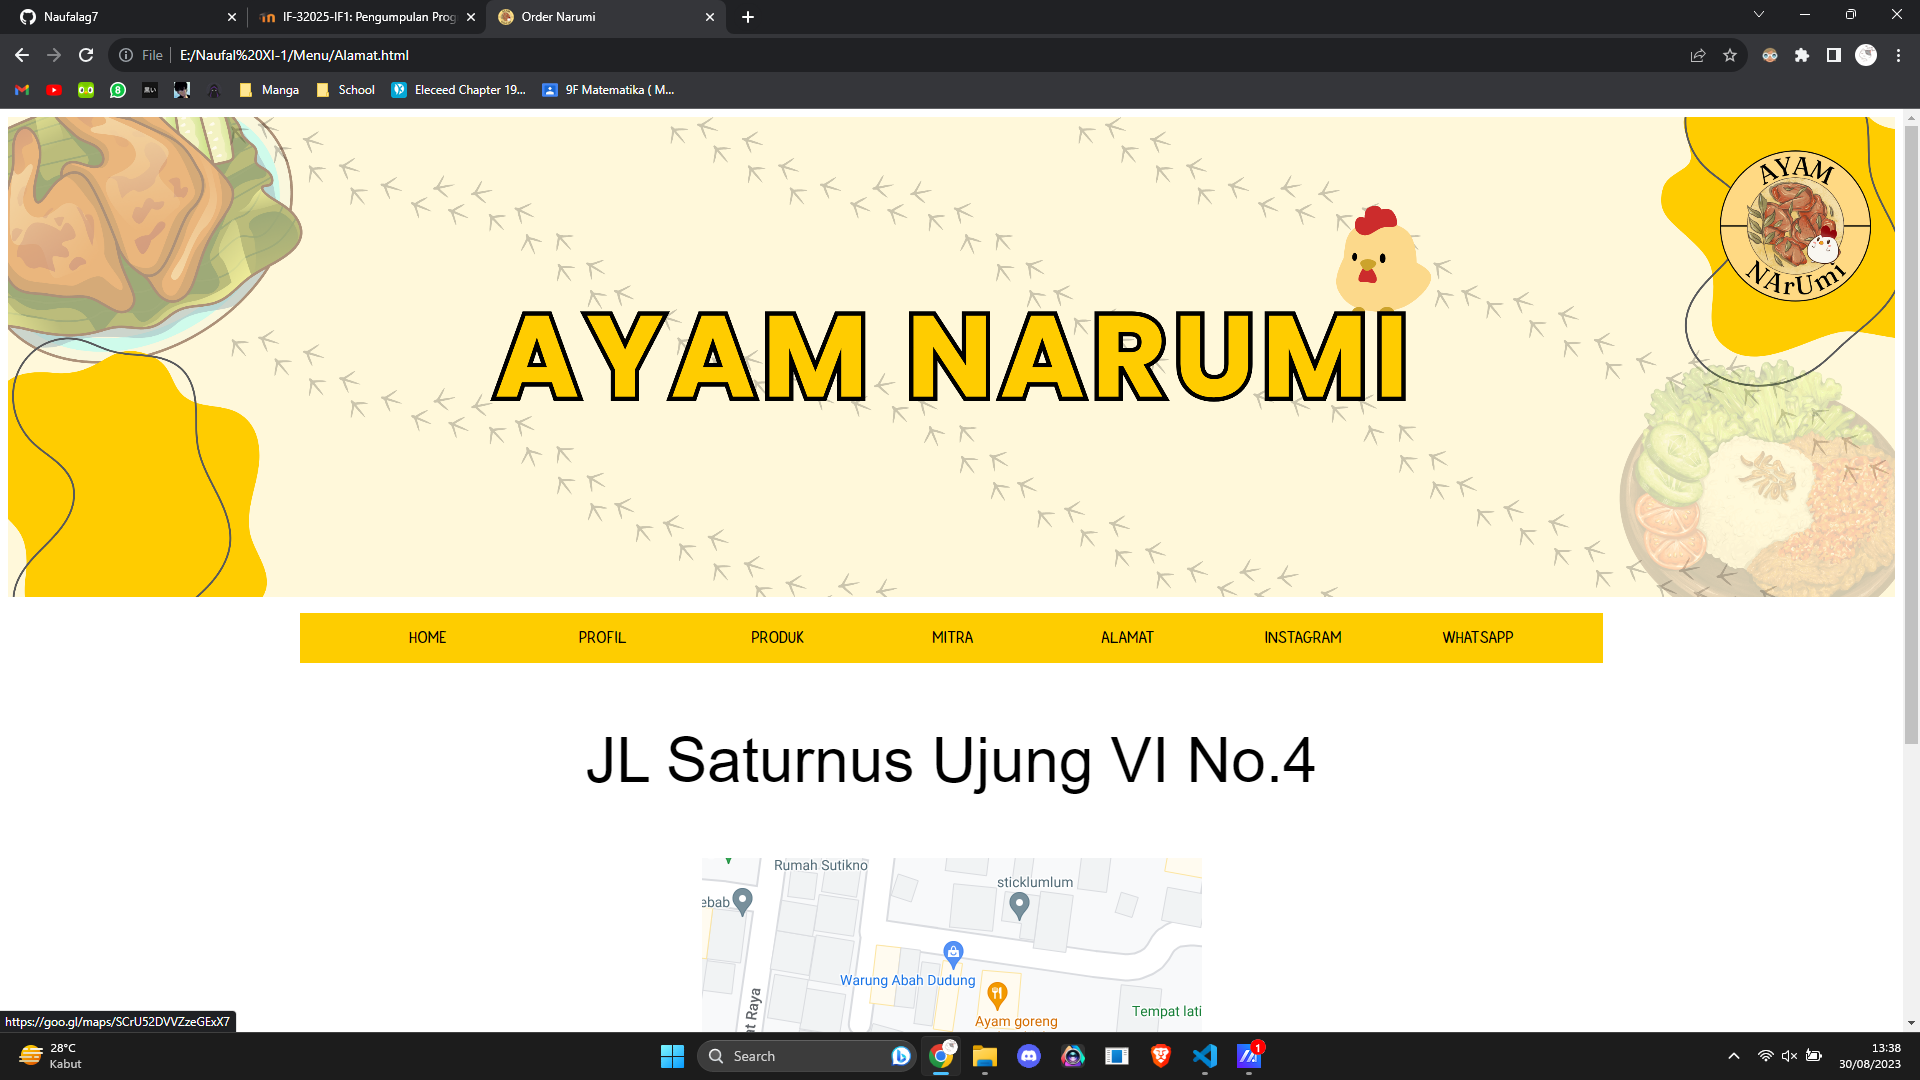 Naufalag7
IF-32025-IF1: Pengumpulan Prog
Order Narumi
File
E:/Naufal%20XI-1/Menu/Alamat.html
Manga
School
Eleceed Chapter 19...
9F Matematika ( M...
AYAM
NArUmi
AYAM NARUMI
HOME PROFIL PRODUK MITRA ALAMAT INSTAGRAM WHATSAPP
JL Saturnus Ujung VI No.4
Rumah Sutikno
sticklumlum
ebab
Warung Abah Dudung
Tempat lati
Ayam goreng
t Raya
https://goo.gl/maps/SCrU52DVVZzeGExX7
28°C
Kabut
Search
1
13:38
30/08/2023